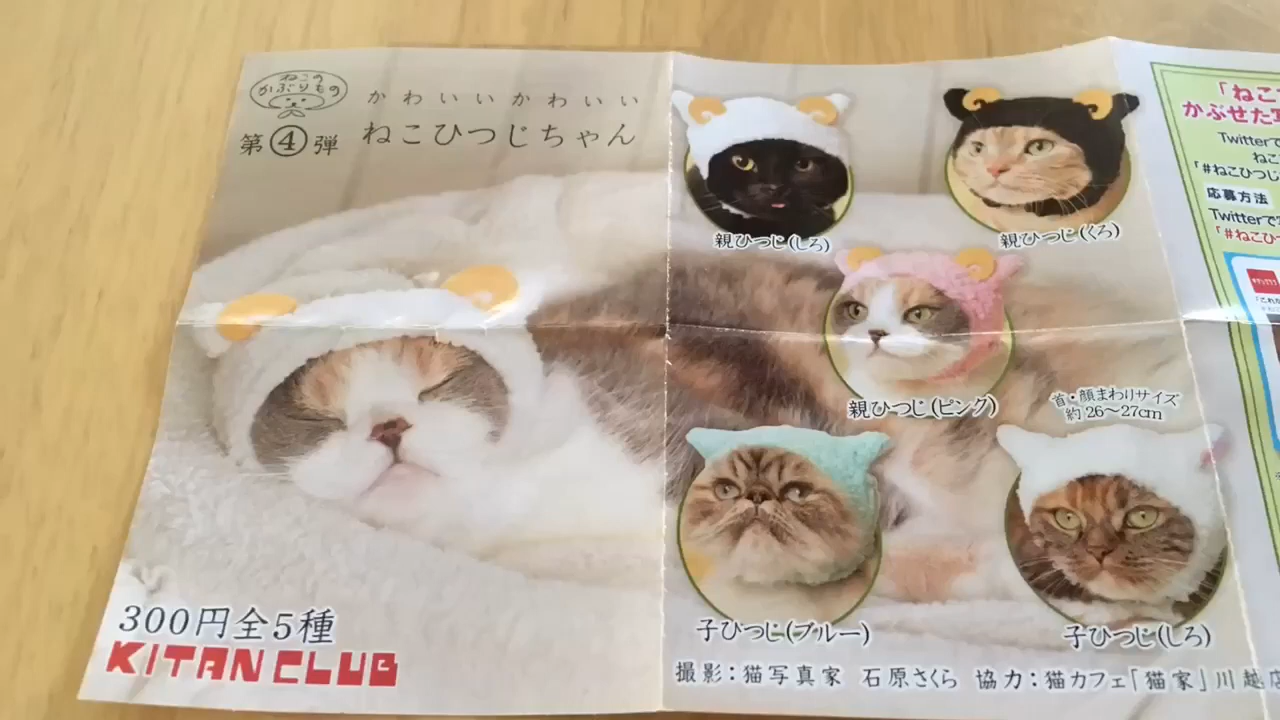 ねこの
かぶりもの
第④弾
かわいいかわいい
ねこひつじちゃん
親ひつじ(しろ)
親ひつじ(くろ)
親ひつじ(ピンク)
首・顔まわりサイズ
約26〜27cm
子ひつじ(ブルー)
子ひつじ(しろ)
300円全5種
KITAN CLUB
撮影:猫写真家 石原さくら 協力:猫カフェ「猫家」川越店
「ねこ
かぶせた
Twitterで
ねこ
「#ねこひつじ
応募方法
Twitterで
「#ねこひつ